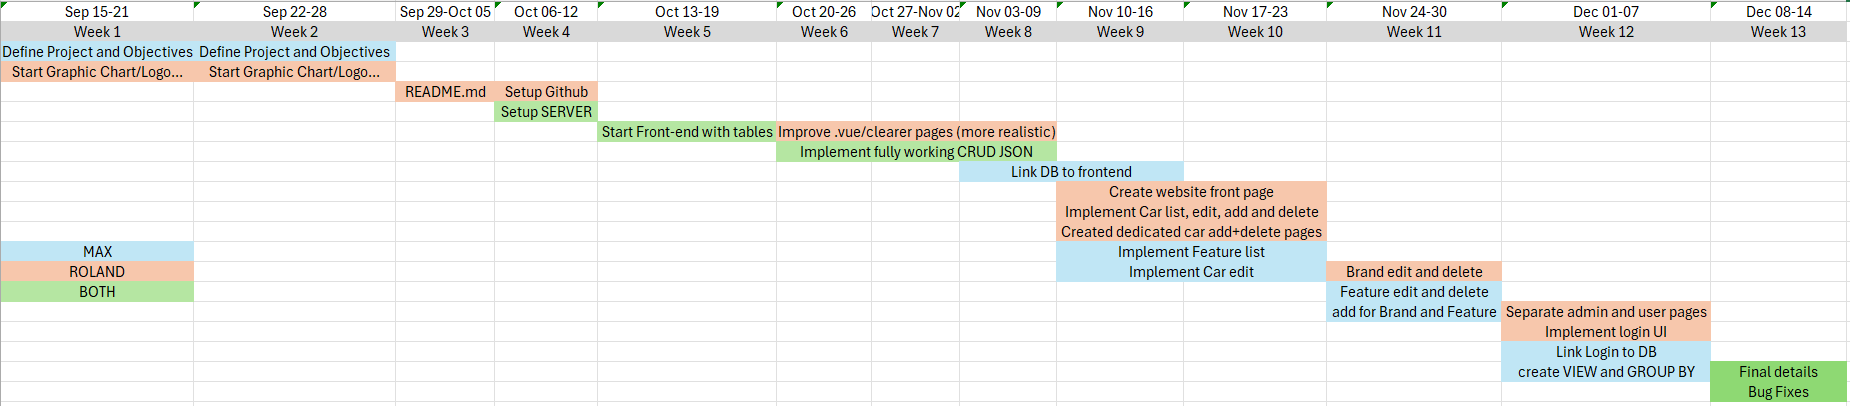 Sep 15-21 Sep 22-28 Sep 29-Oct 05 Oct 06-12 Oct 13-19 Oct 20-26 Oct 27-Nov 02 Nov 03-09 Nov 10-16 Nov 17-23 Nov 24-30 Dec 01-07 Dec 08-14
Week 1 Week 2 Week 3 Week 4 Week 5 Week 6 Week 7 Week 8 Week 9 Week 10 Week 11 Week 12 Week 13
Define Project and Objectives Define Project and Objectives
Start Graphic Chart/Logo... Start Graphic Chart/Logo...
README.md Setup Github
Setup SERVER
Start Front-end with tables Improve .vue/clearer pages (more realistic)
Implement fully working CRUD JSON
Link DB to frontend
Create website front page
Implement Car list, edit, add and delete
Created dedicated car add+delete pages
MAX Implement Feature list
ROLAND Implement Car edit Brand edit and delete
BOTH Feature edit and delete
add for Brand and Feature Separate admin and user pages
Implement login UI
Link Login to DB
create VIEW and GROUP BY Final details
Bug Fixes